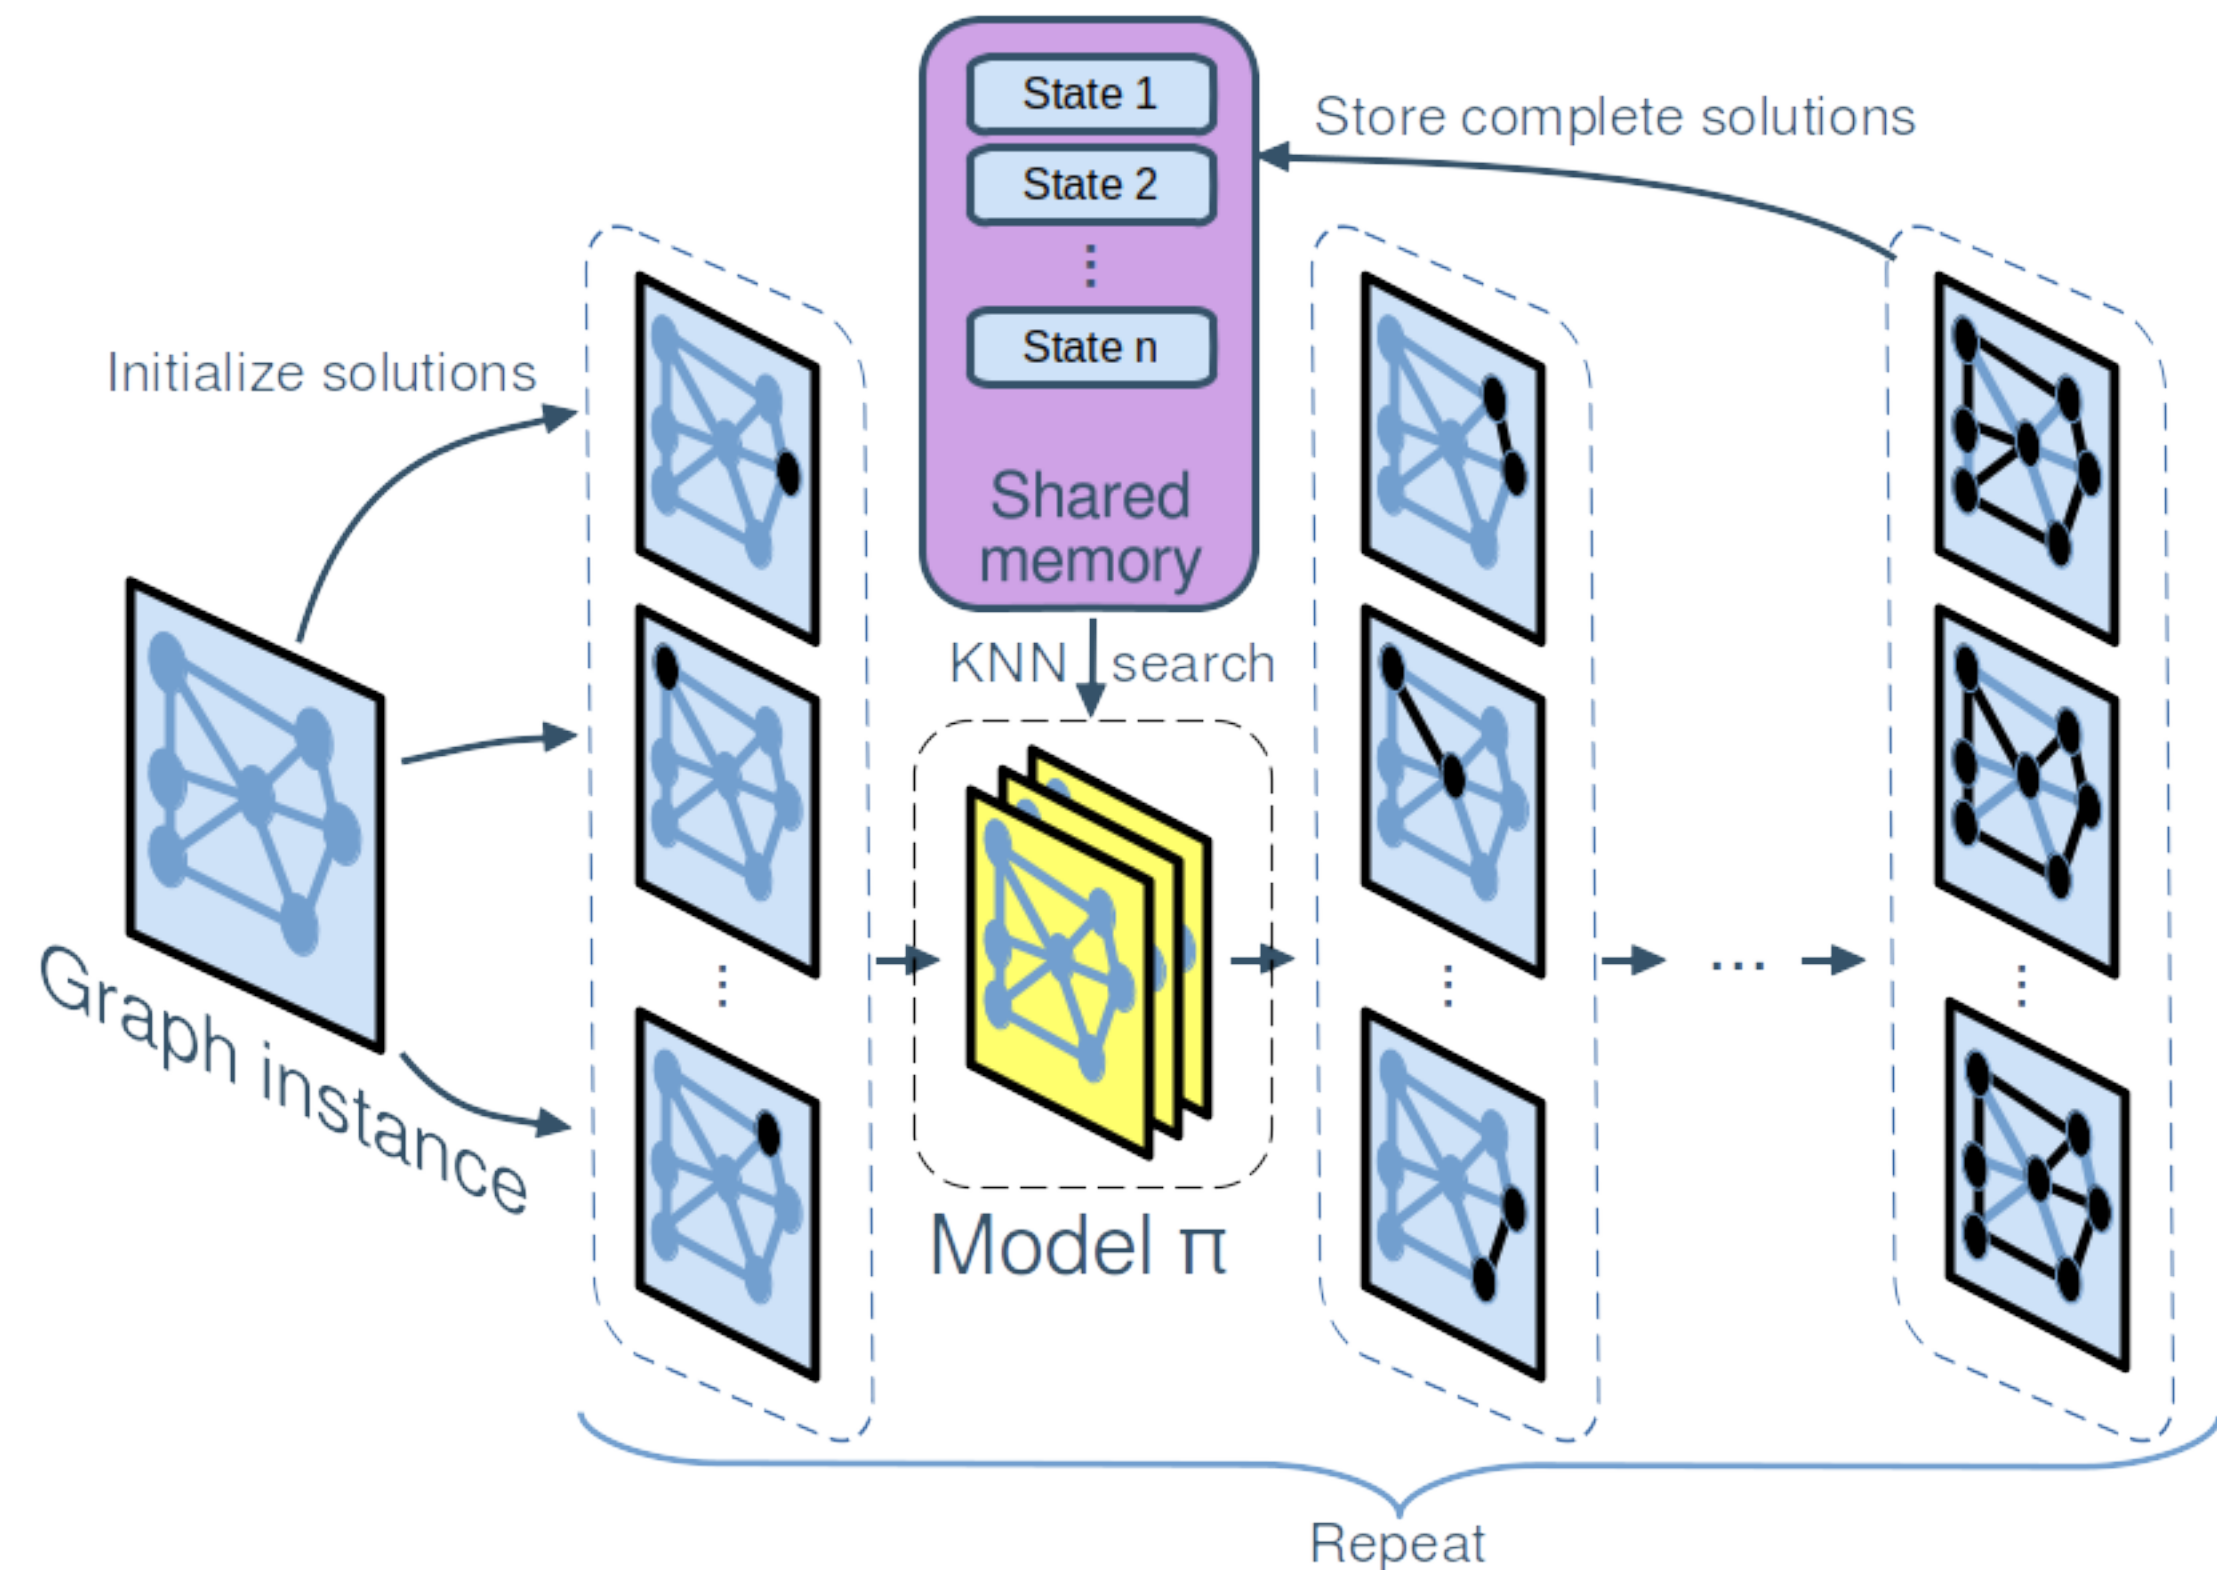 State 1
State 2
⋮
State n
Shared
memory
Store complete solutions
Initialize solutions
KNN search
Graph instance
Model π
...
Repeat